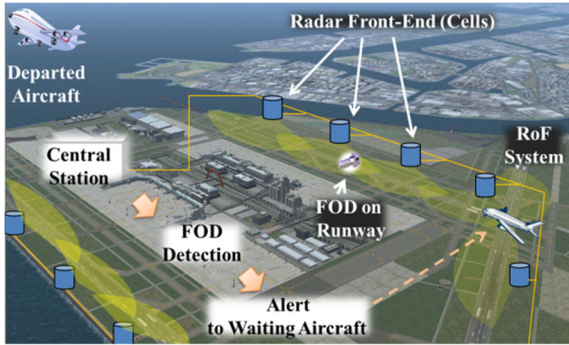 Radar Front-End (Cells)
Departed
Aircraft
RoF
System
Central
Station
FOD on
Runway
FOD
Detection
Alert
to Waiting Aircraft